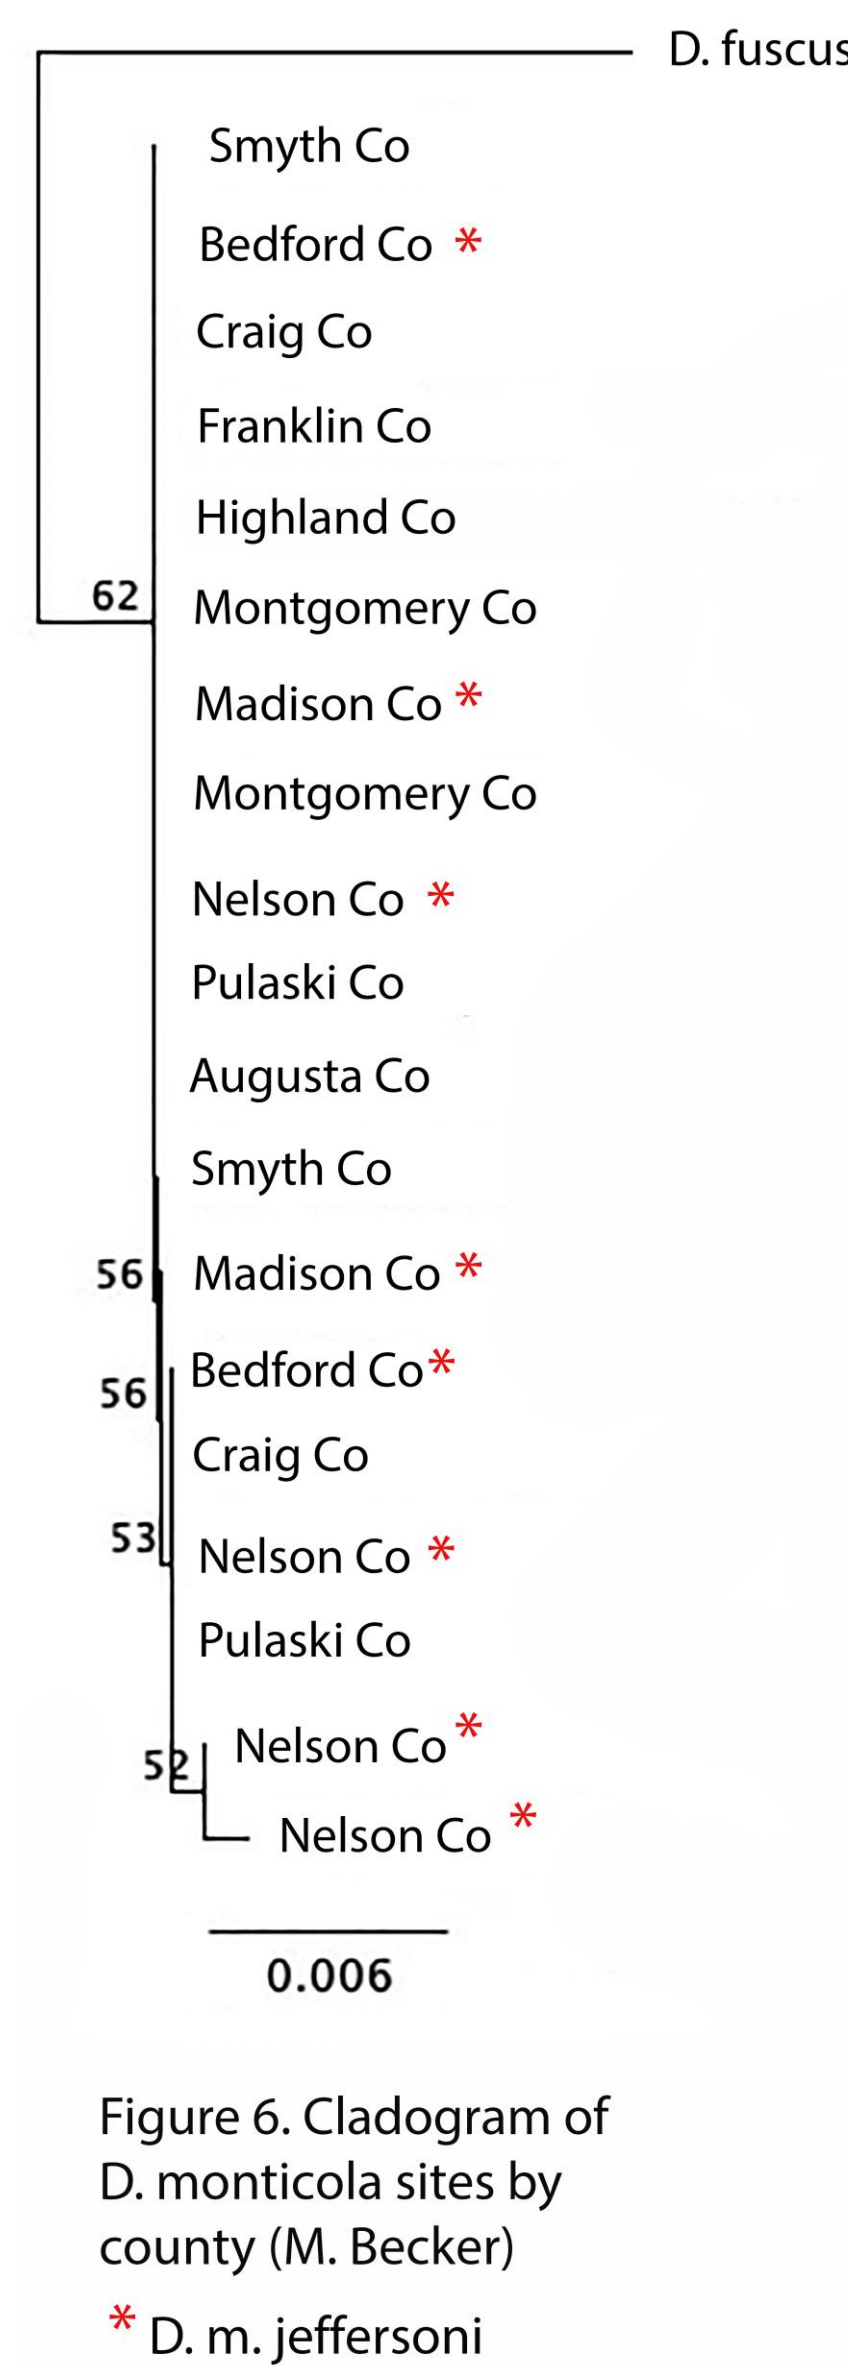 D. fuscus
Smyth Co
Bedford Co *
Craig Co
Franklin Co
Highland Co
62
Montgomery Co
Madison Co *
Montgomery Co
Nelson Co *
Pulaski Co
Augusta Co
Smyth Co
56 Madison Co *
Bedford Co*
56
Craig Co
53
Nelson Co *
Pulaski Co
Nelson Co *
52
Nelson Co *
0.006
Figure 6. Cladogram of
D. monticola sites by
county (M. Becker)
* D. m. jeffersoni